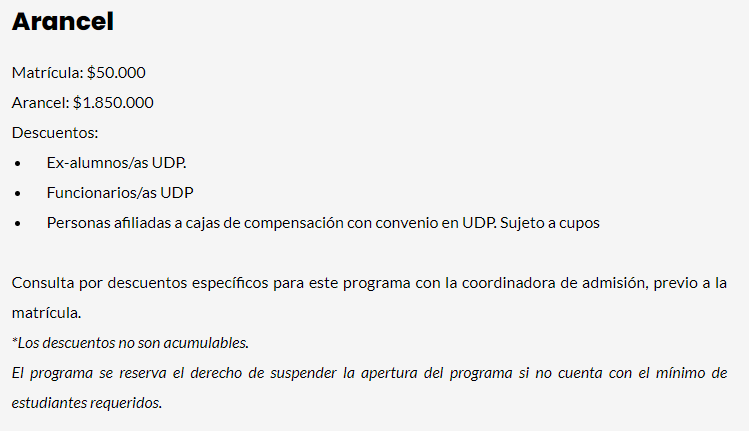 Arancel
Matrícula: $50.000
Arancel: $1.850.000
Descuentos:
• Ex-alumnos/as UDP.
• Funcionarios/as UDP
• Personas afiliadas a cajas de compensación con convenio en UDP. Sujeto a cupos
Consulta por descuentos específicos para este programa con la coordinadora de admisión, previo a la
matrícula.
*Los descuentos no son acumulables.
El programa se reserva el derecho de suspender la apertura del programa si no cuenta con el mínimo de
estudiantes requeridos.